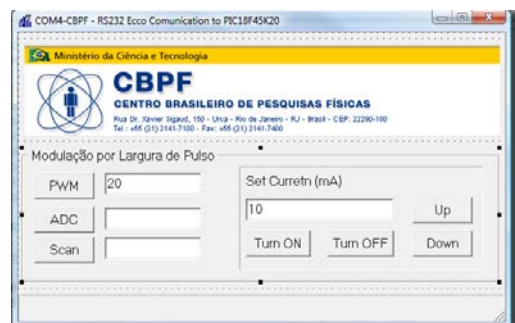 COM4-CBPF - RS232 Ecco Comunication to PIC18F45K20
Ministério da Ciência e Tecnologia
CBPF
CENTRO BRASILEIRO DE PESQUISAS FÍSICAS
Rua Dr. Xavier Sigaud, 150 - Urca - Rio de Janeiro - RJ - Brasil - CEP: 22290-180
Tel.: +55 (21) 2141-7100 - Fax: +55 (21) 2141-7400
Modulação por Largura de Pulso
PWM 20
ADC
Scan
Set Curretn (mA)
10
Up
Turn ON Turn OFF Down